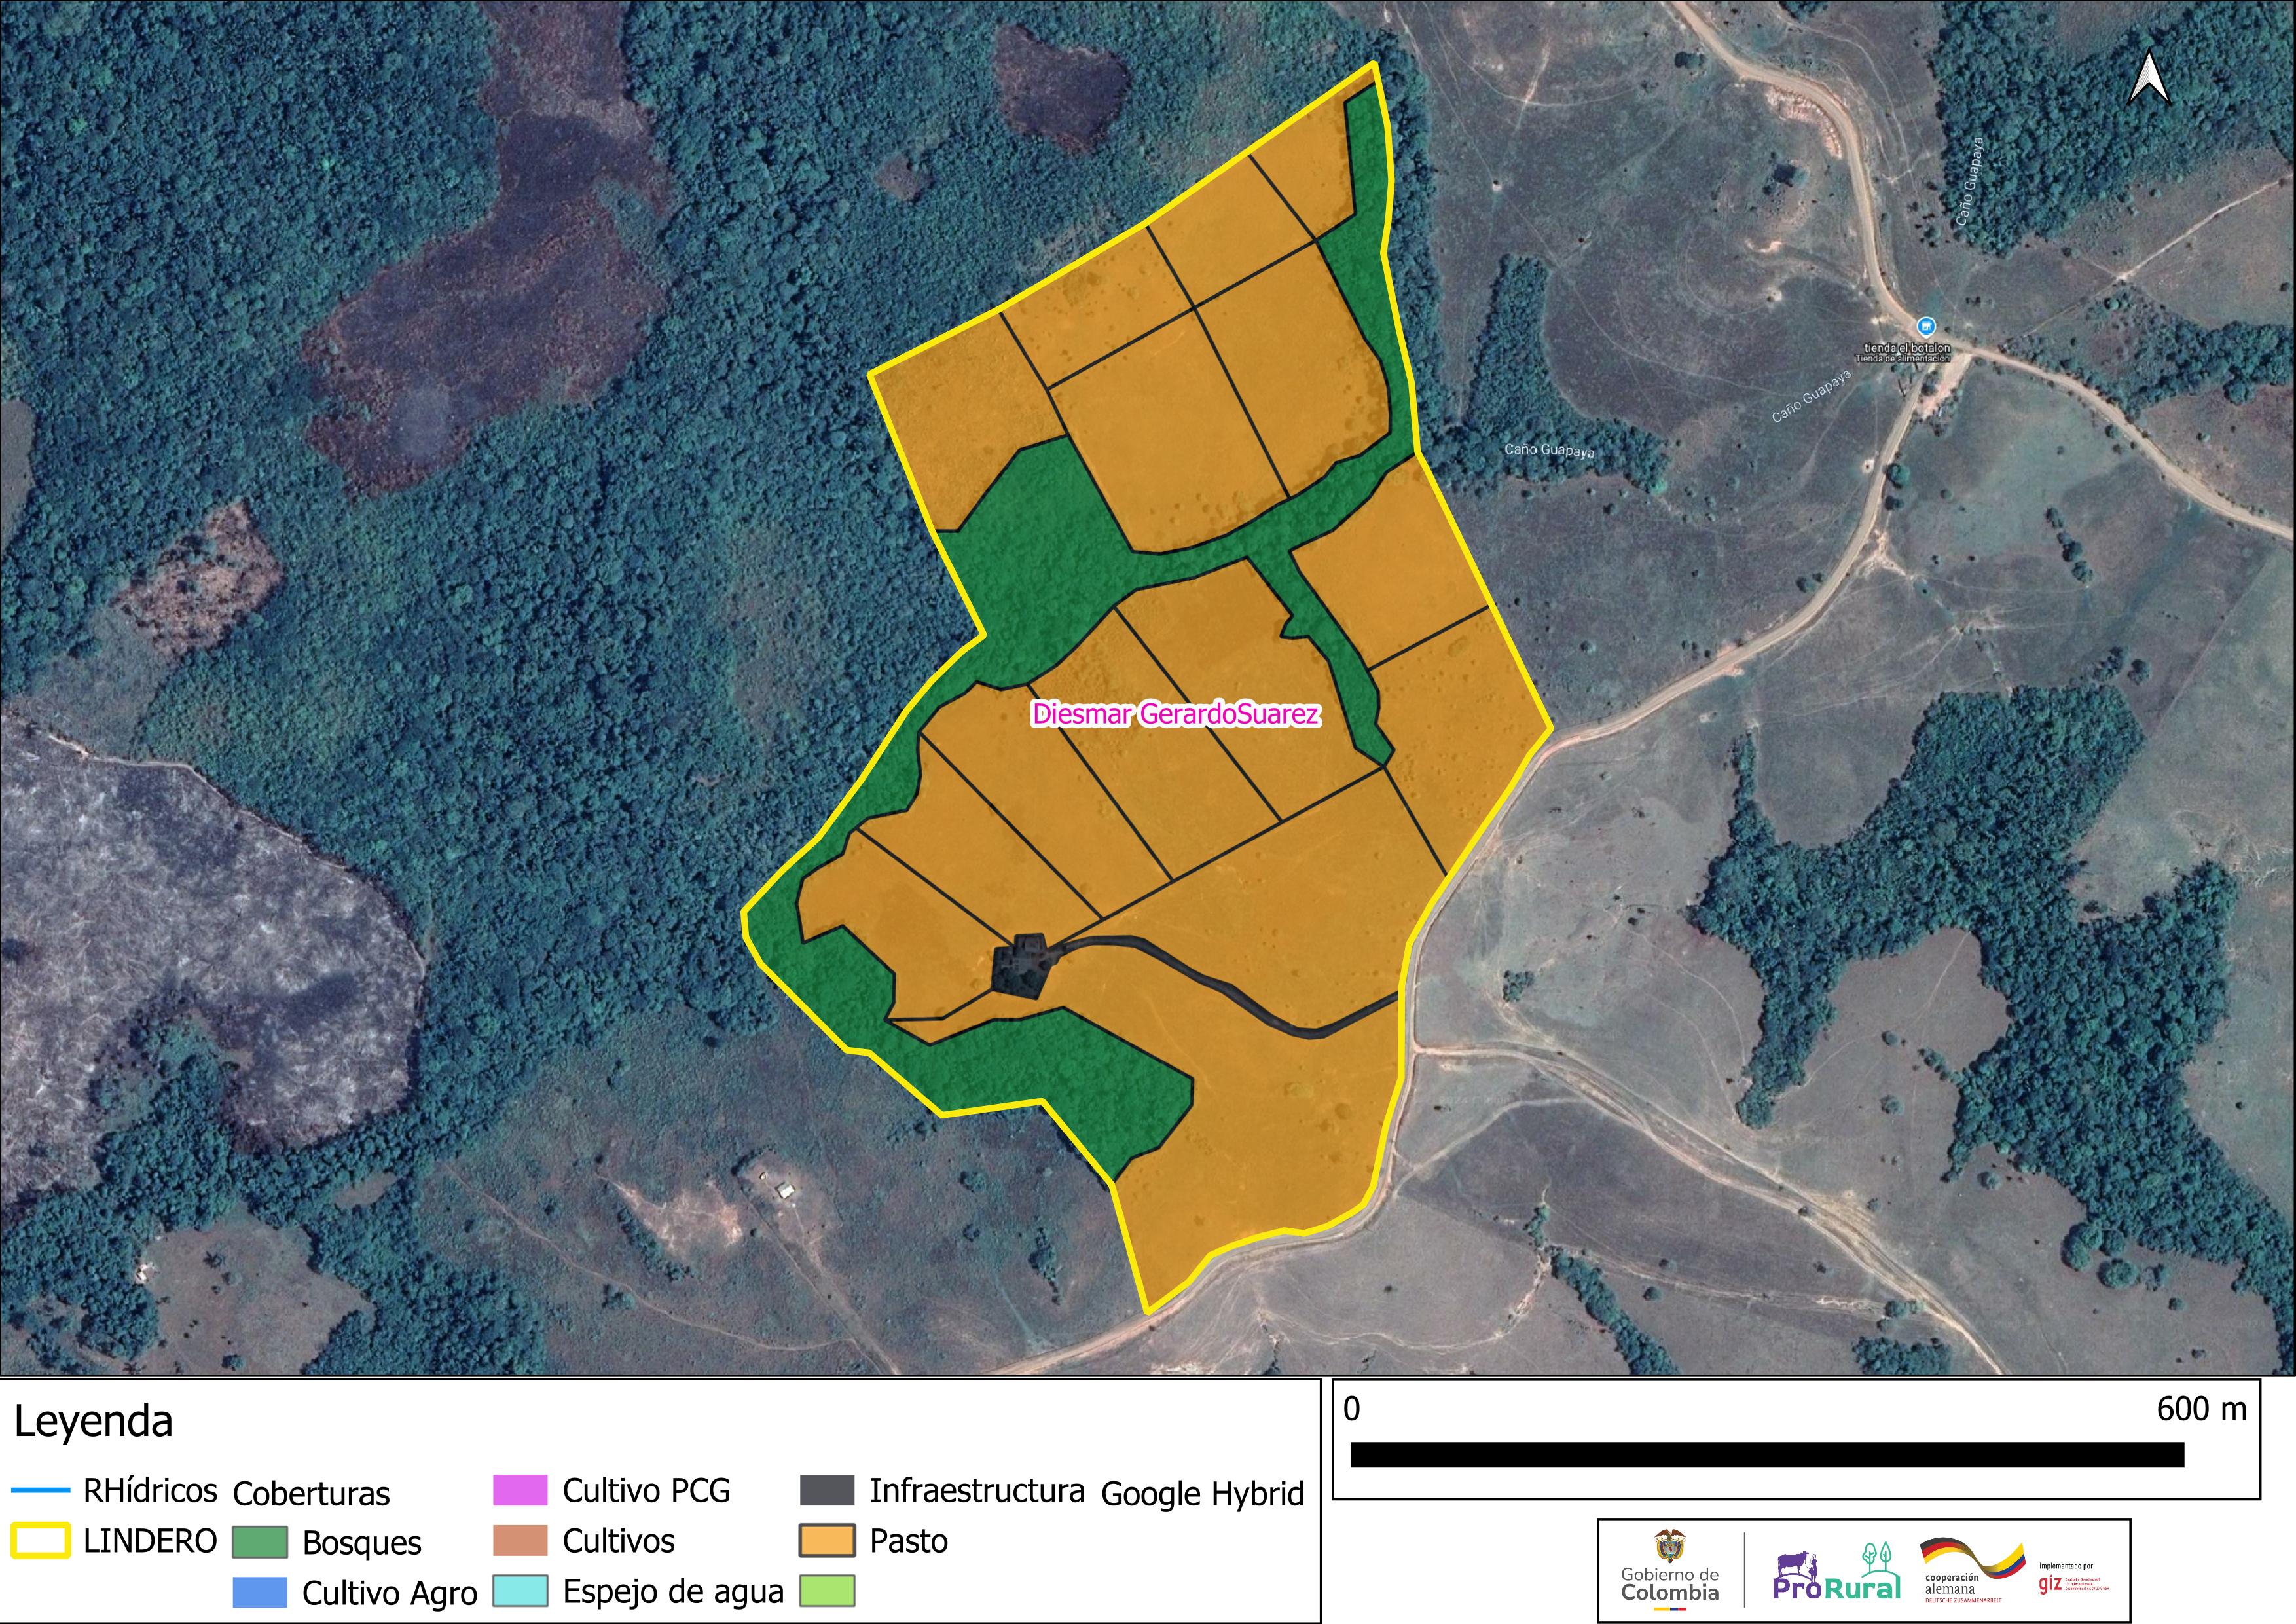 Caño Guapaya
tienda el botalon
Tienda de alimentación
Caño Guapaya
Caño Guapaya
Diesmar GerardoSuarez
Leyenda
RHídricos
LINDERO
Coberturas
Bosques
Cultivo Agro
Cultivo PCG
Cultivos
Espejo de agua
Infraestructura
Pasto
Google Hybrid
0
600 m
Gobierno de
Colombia
ProRural
cooperación
alemana
DEUTSCHE ZUSAMMENARBEIT
Implementado por
giz